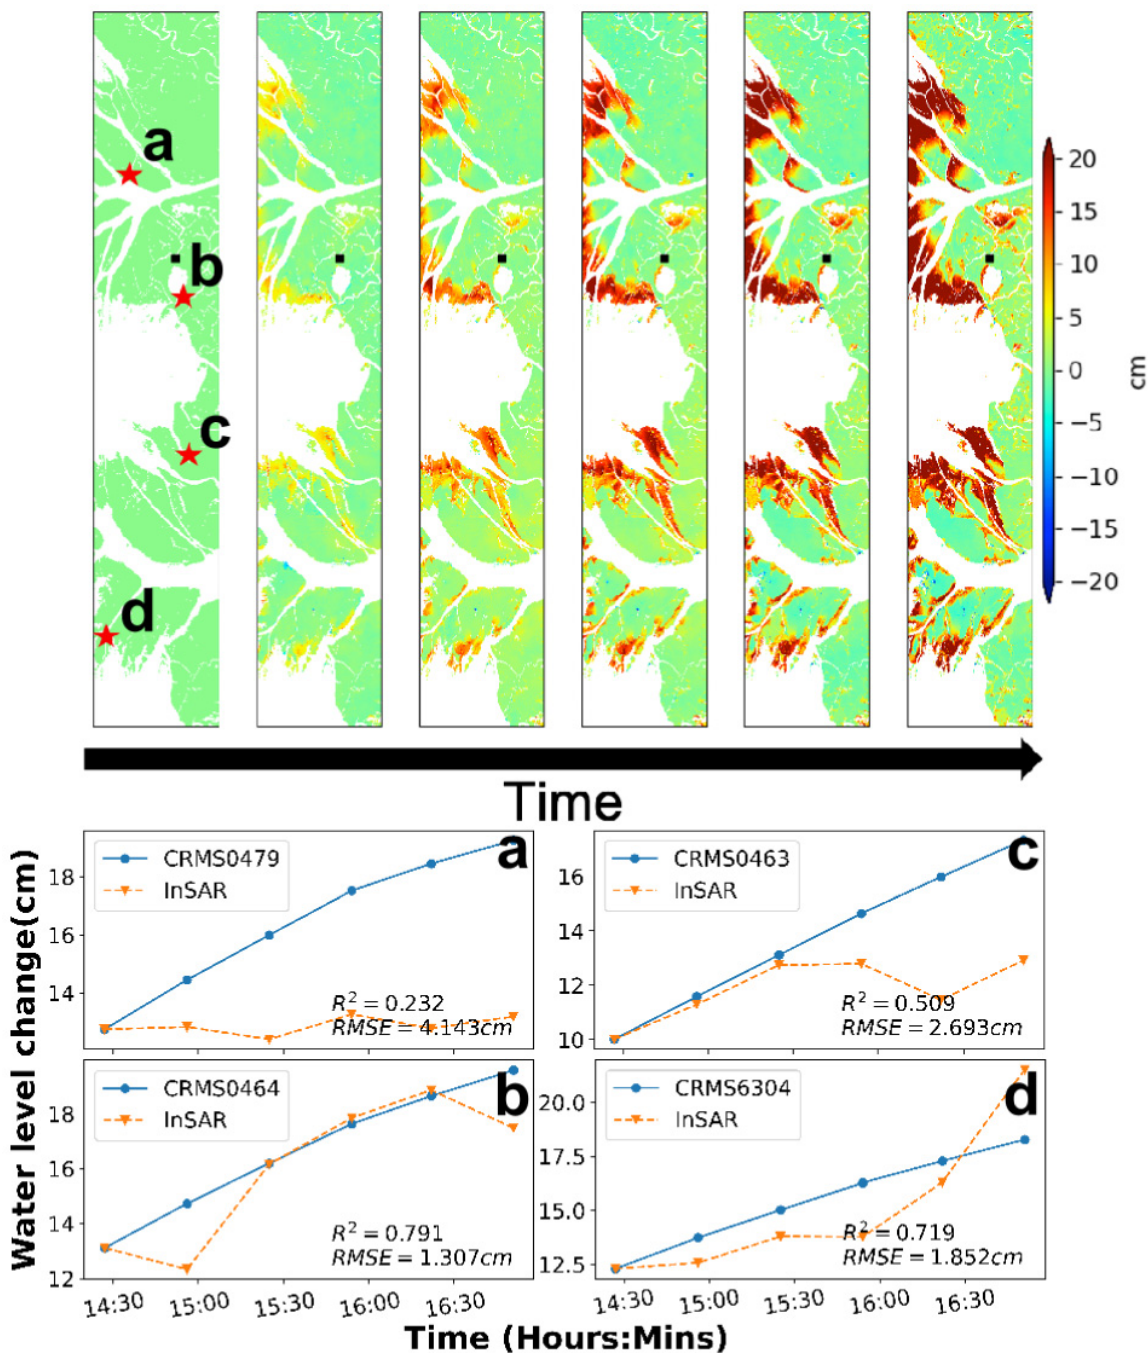 a
b
c
d
20
15
10
5
0
−5
−10
−15
−20
cm
Time
Water level change(cm)
a
CRMS0479
InSAR
18
16
14
R² = 0.232
RMSE = 4.143cm
c
CRMS0463
InSAR
16
14
12
10
R² = 0.509
RMSE = 2.693cm
b
CRMS0464
InSAR
18
16
14
12
R² = 0.791
RMSE = 1.307cm
14:30 15:00 15:30 16:00 16:30
d
CRMS6304
InSAR
20.0
17.5
15.0
12.5
R² = 0.719
RMSE = 1.852cm
14:30 15:00 15:30 16:00 16:30
Time (Hours:Mins)